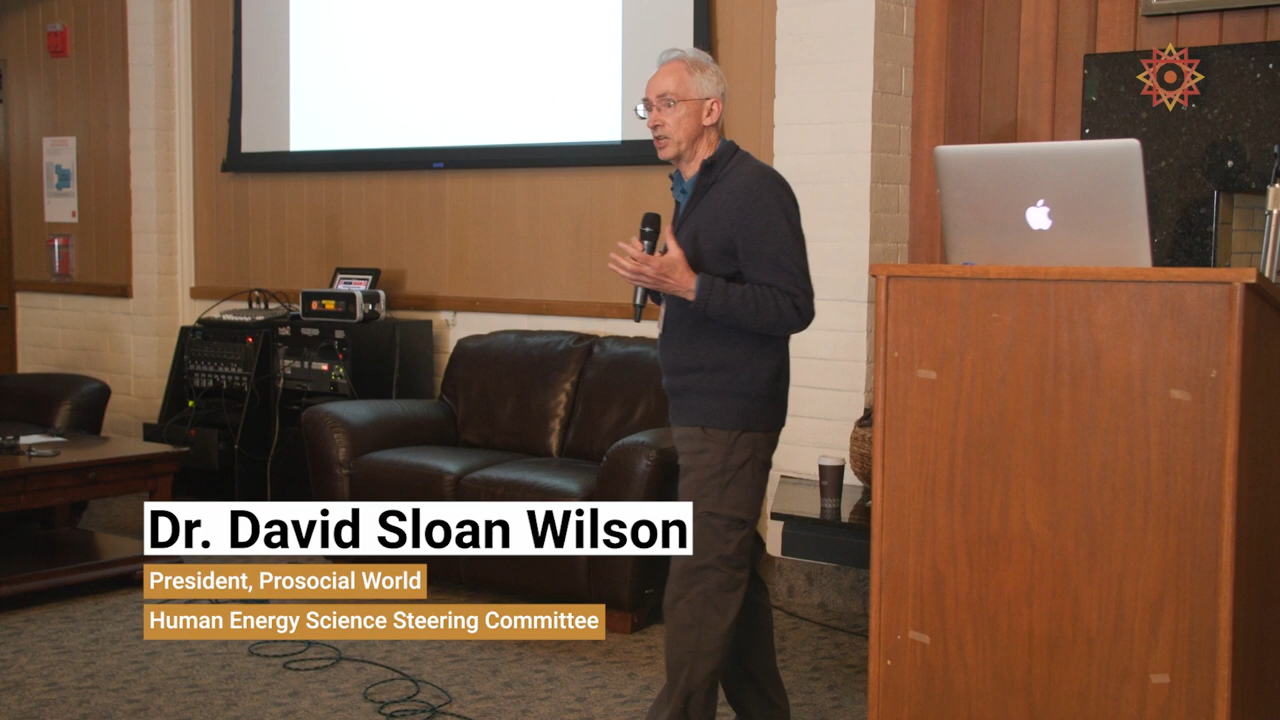 Dr. David Sloan Wilson
President, Prosocial World
Human Energy Science Steering Committee